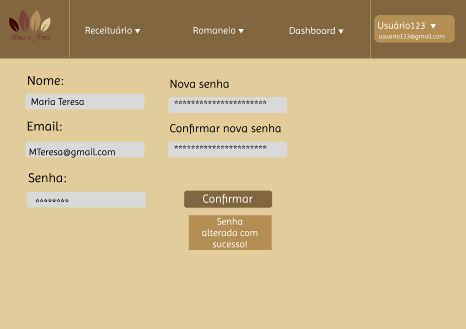 Receituário ▼
Romaneio ▼
Dashboard ▼
Usuário123 ▼
usuario123@gmail.com
Nome:
Maria Teresa
Email:
MTeresa@gmail.com
Senha:
********
Nova senha
**********************
Confirmar nova senha
**********************
Confirmar
Senha
alterada com
sucesso!